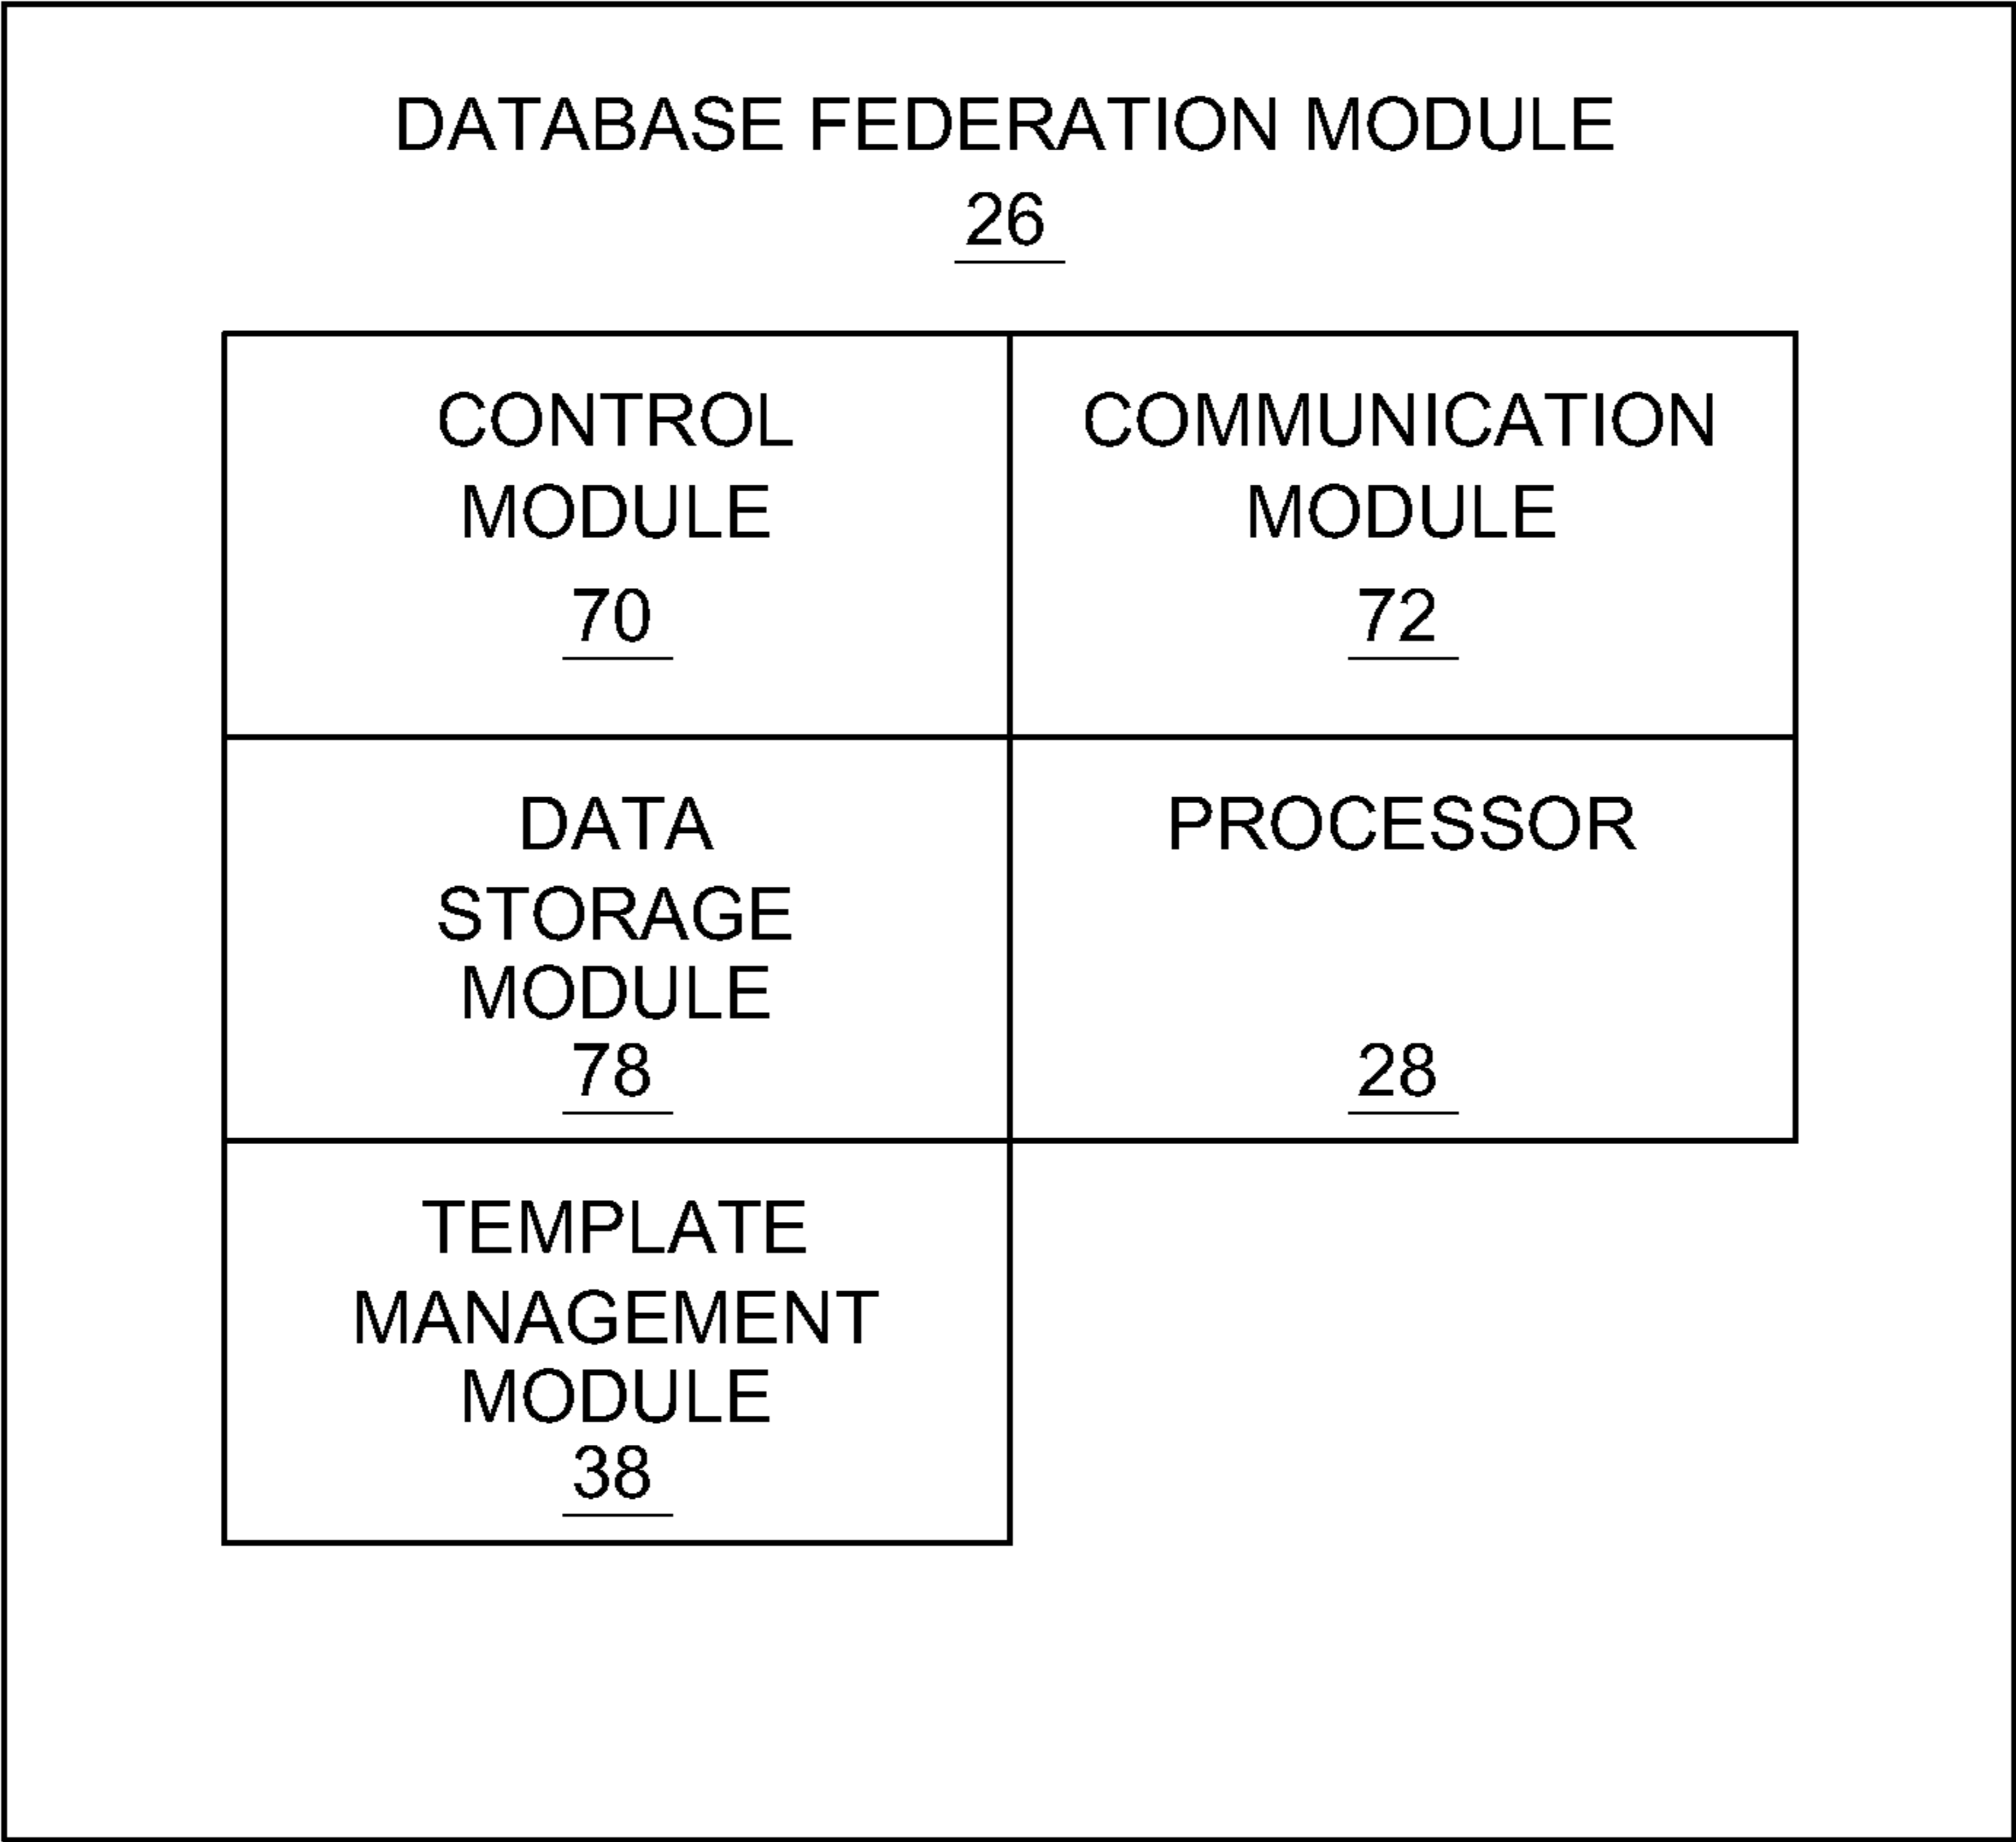 DATABASE FEDERATION MODULE
26
CONTROL
MODULE
70
COMMUNICATION
MODULE
72
DATA
STORAGE
MODULE
78
PROCESSOR
28
TEMPLATE
MANAGEMENT
MODULE
38